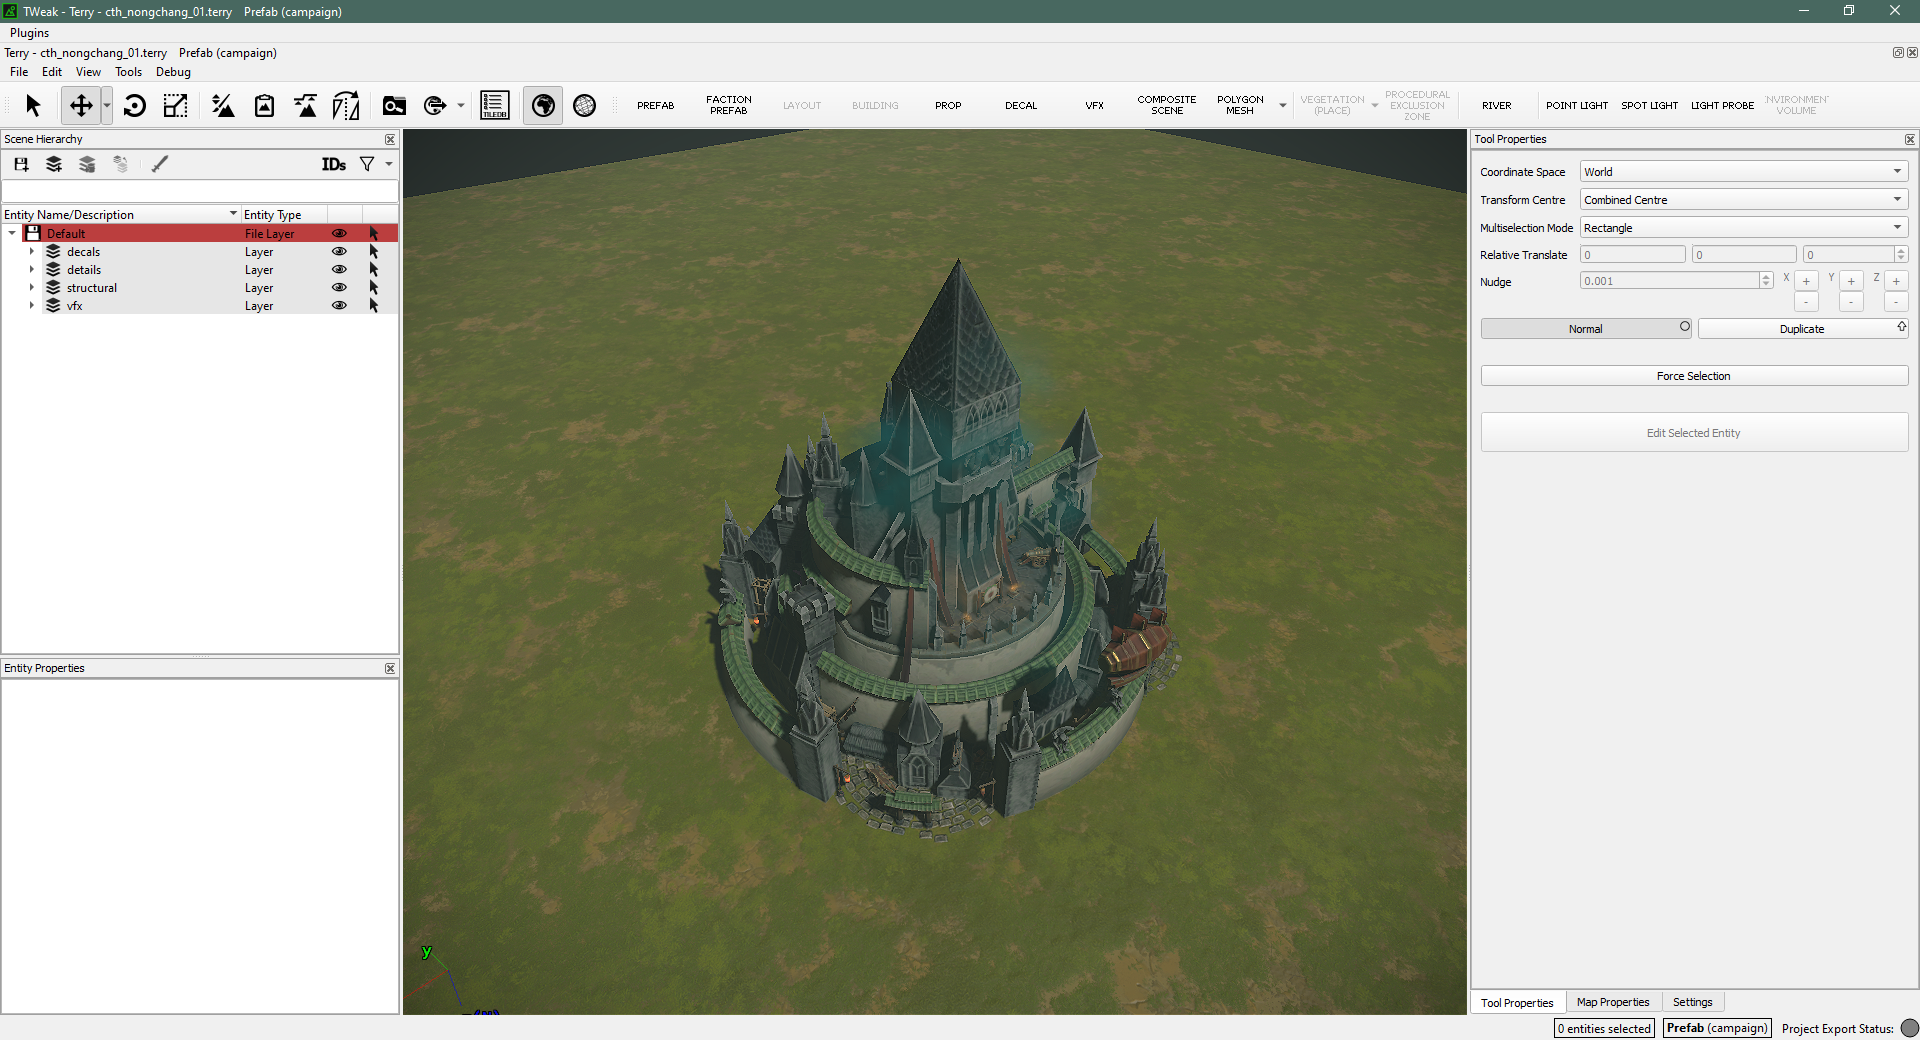 TWeak - Terry - cth_nongchang_01.terry   Prefab (campaign)
Plugins
Terry - cth_nongchang_01.terry   Prefab (campaign)
File Edit View Tools Debug
TILEDB
PREFAB
FACTION
PREFAB
LAYOUT
BUILDING
PROP
DECAL
VFX
COMPOSITE
SCENE
POLYGON
MESH
VEGETATION
(PLACE)
PROCEDURAL
EXCLUSION
ZONE
RIVER
POINT LIGHT
SPOT LIGHT
LIGHT PROBE
VOLUME
Scene Hierarchy
IDs
Entity Name/Description Entity Type
Default File Layer
decals Layer
details Layer
structural Layer
vfx Layer
Entity Properties
y
Tool Properties
Coordinate Space World
Transform Centre Combined Centre
Multiselection Mode Rectangle
Relative Translate 0 0 0
Nudge 0.001 X + Y + Z +
- - -
Normal Duplicate
Force Selection
Edit Selected Entity
Tool Properties Map Properties Settings
0 entities selected Prefab (campaign) Project Export Status: